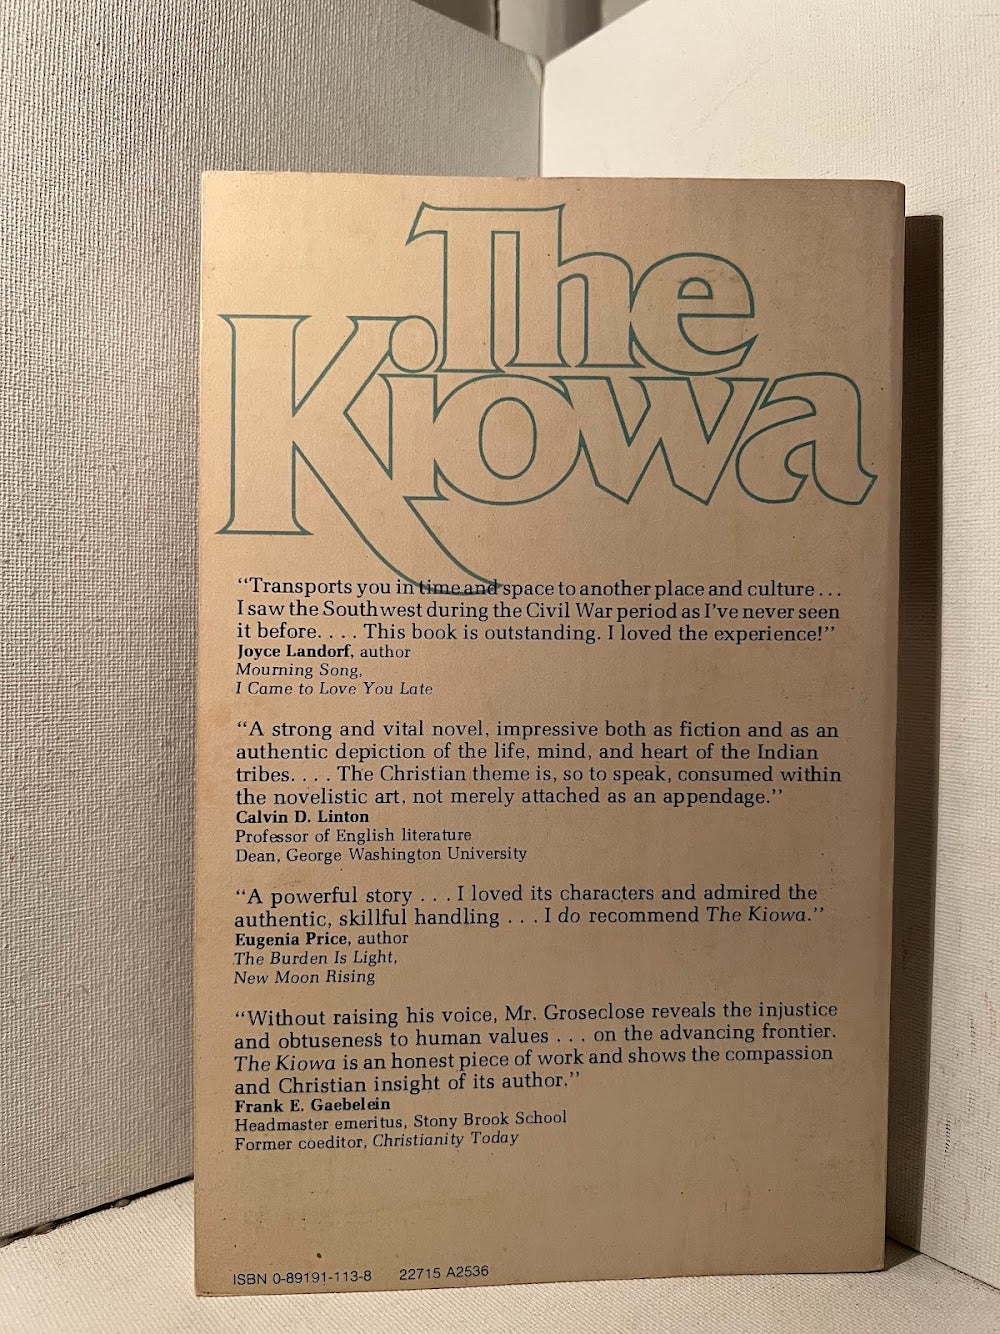 The
Kiowa
“Transports you in time and space to another place and culture . . .
I saw the Southwest during the Civil War period as I’ve never seen
it before. . . . This book is outstanding. I loved the experience!”
Joyce Landorf, author
Mourning Song,
I Came to Love You Late
“A strong and vital novel, impressive both as fiction and as an
authentic depiction of the life, mind, and heart of the Indian
tribes. . . . The Christian theme is, so to speak, consumed within
the novelistic art, not merely attached as an appendage.”
Calvin D. Linton
Professor of English literature
Dean, George Washington University
“A powerful story . . . I loved its characters and admired the
authentic, skillful handling . . . I do recommend The Kiowa.”
Eugenia Price, author
The Burden Is Light,
New Moon Rising
“Without raising his voice, Mr. Groseclose reveals the injustice
and obtuseness to human values . . . on the advancing frontier.
The Kiowa is an honest piece of work and shows the compassion
and Christian insight of its author.”
Frank E. Gaebelein
Headmaster emeritus, Stony Brook School
Former coeditor, Christianity Today
ISBN 0-89191-113-8 22715 A2536